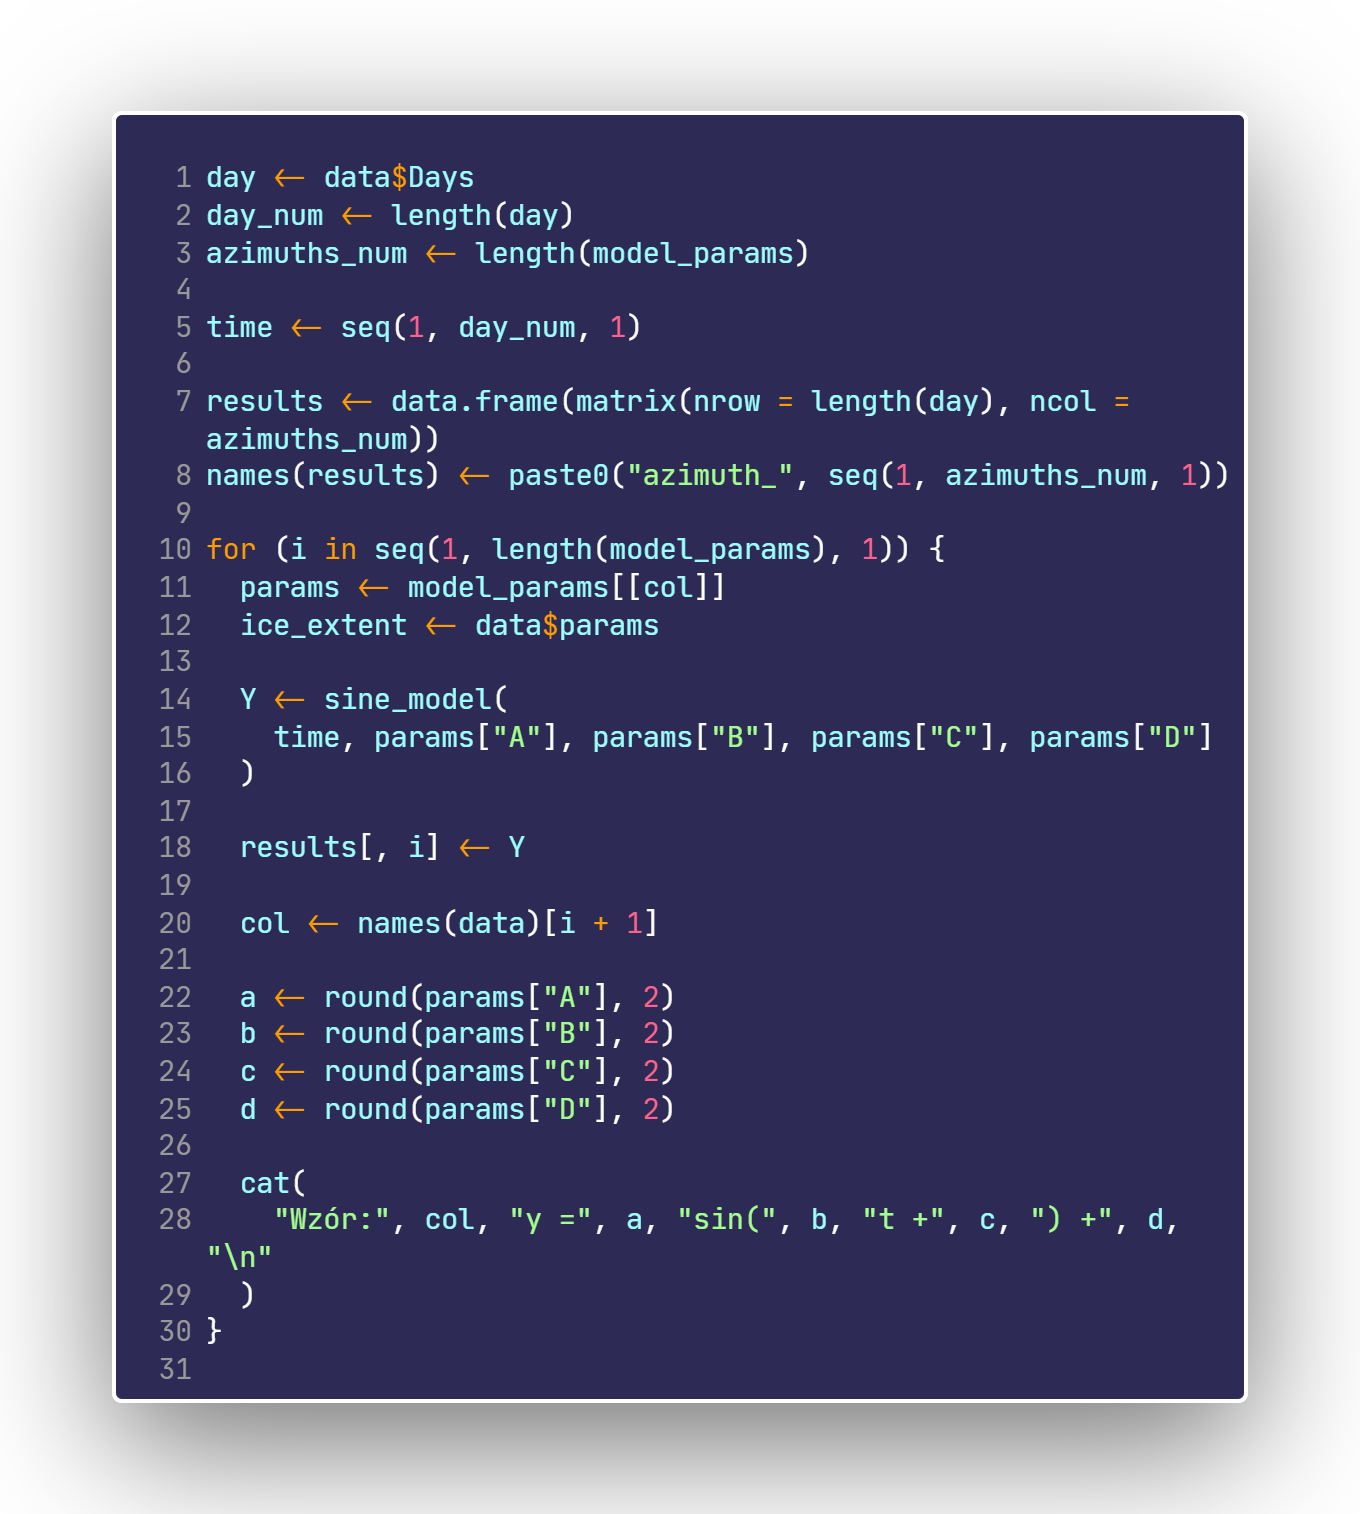 1 day <- data$Days
2 day_num <- length(day)
3 azimuths_num <- length(model_params)
4
5 time <- seq(1, day_num, 1)
6
7 results <- data.frame(matrix(nrow = length(day), ncol =
azimuths_num))
8 names(results) <- paste0("azimuth_", seq(1, azimuths_num, 1))
9
10 for (i in seq(1, length(model_params), 1)) {
11   params <- model_params[[col]]
12   ice_extent <- data$params
13
14   Y <- sine_model(
15     time, params["A"], params["B"], params["C"], params["D"]
16   )
17
18   results[, i] <- Y
19
20   col <- names(data)[i + 1]
21
22   a <- round(params["A"], 2)
23   b <- round(params["B"], 2)
24   c <- round(params["C"], 2)
25   d <- round(params["D"], 2)
26
27   cat(
28     "Wzór:", col, "y =", a, "sin(", b, "t +", c, ") +", d,
"\n"
29   )
30 }
31